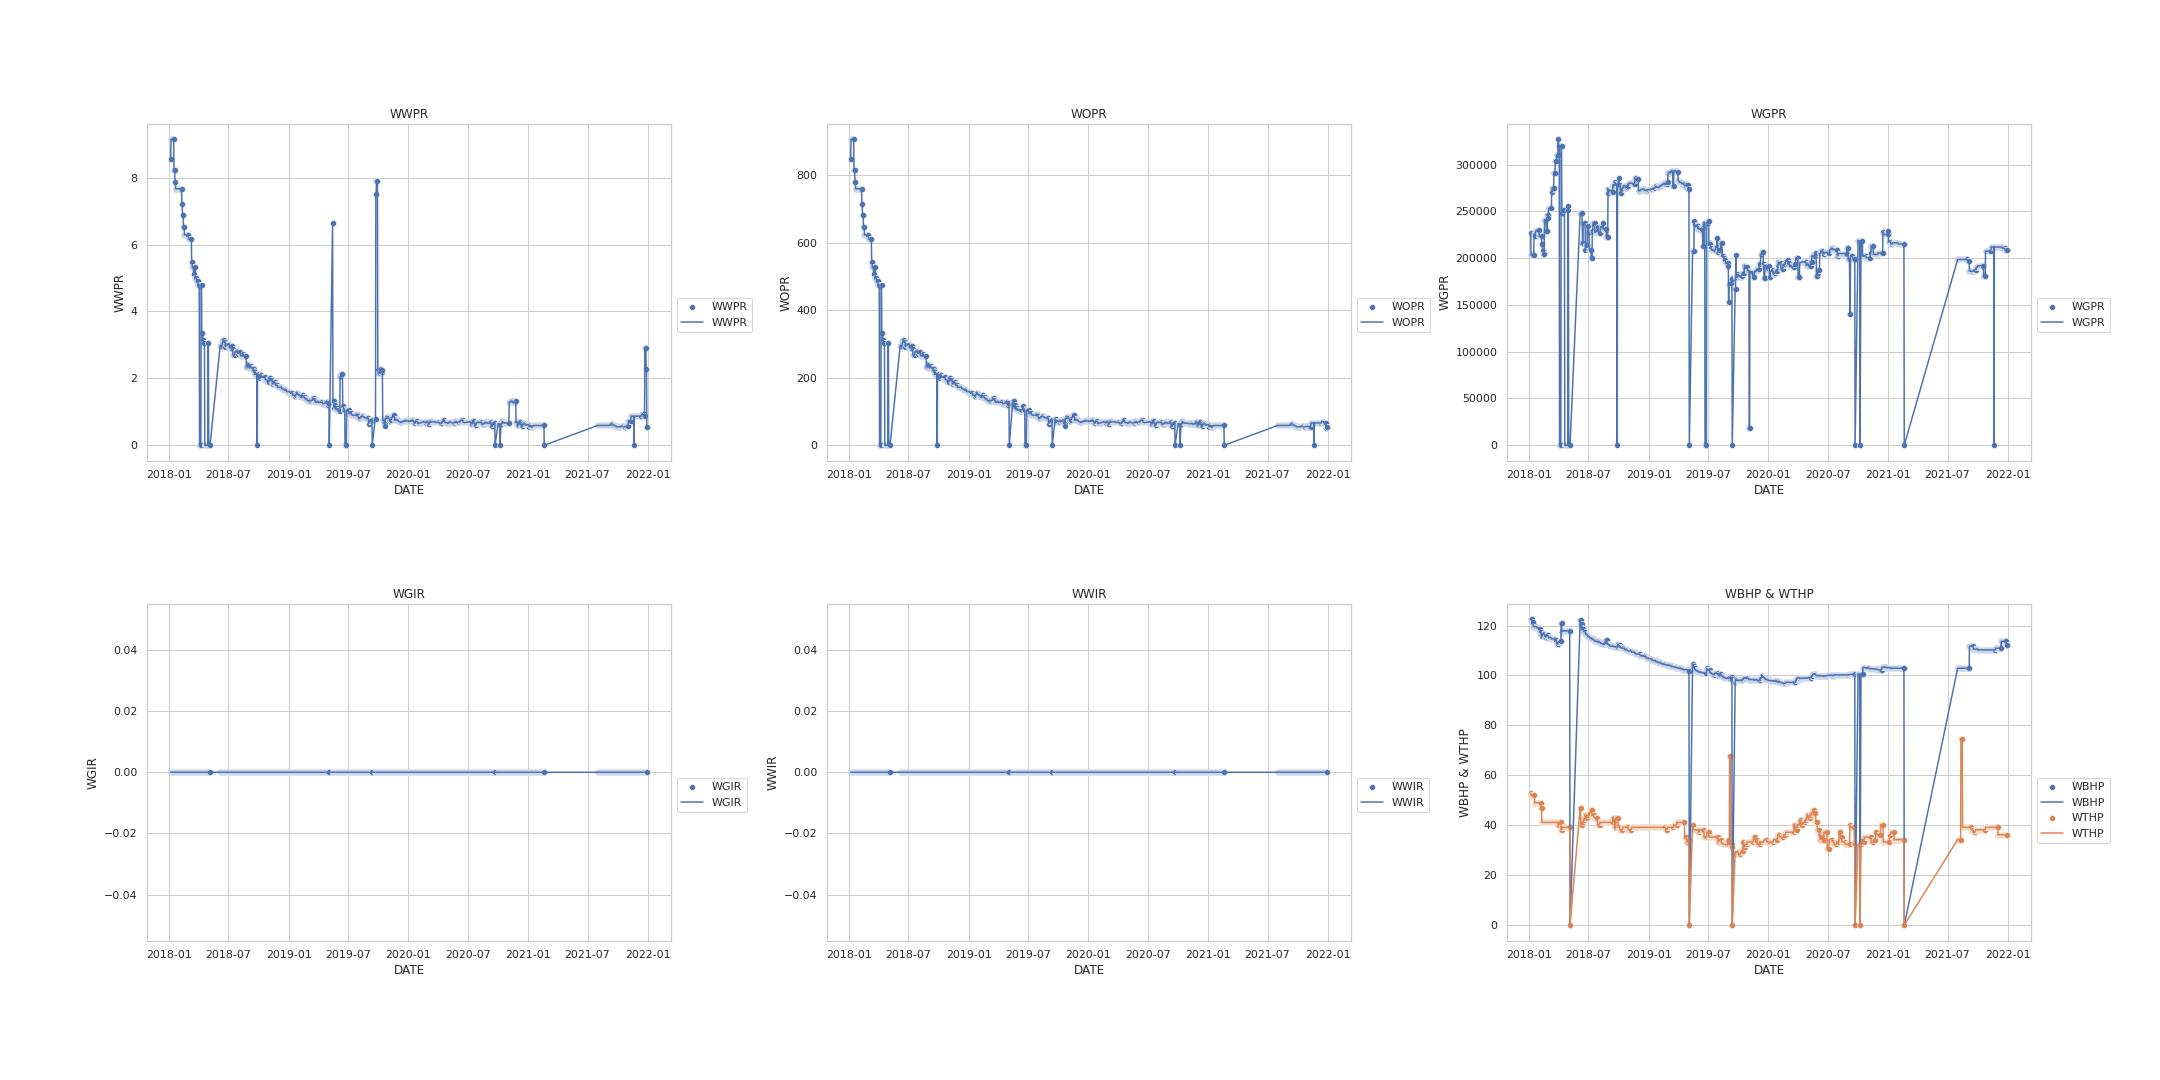 WWPR
WWPR
8
6
4
2
0
2018-01 2018-07 2019-01 2019-07 2020-01 2020-07 2021-01 2021-07 2022-01
DATE
WWPR
WWPR
WOPR
WOPR
800
600
400
200
0
2018-01 2018-07 2019-01 2019-07 2020-01 2020-07 2021-01 2021-07 2022-01
DATE
WOPR
WOPR
WGPR
WGPR
300000
250000
200000
150000
100000
50000
0
2018-01 2018-07 2019-01 2019-07 2020-01 2020-07 2021-01 2021-07 2022-01
DATE
WGPR
WGPR
WGIR
WGIR
0.04
0.02
0.00
−0.02
−0.04
2018-01 2018-07 2019-01 2019-07 2020-01 2020-07 2021-01 2021-07 2022-01
DATE
WGIR
WGIR
WWIR
WWIR
0.04
0.02
0.00
−0.02
−0.04
2018-01 2018-07 2019-01 2019-07 2020-01 2020-07 2021-01 2021-07 2022-01
DATE
WWIR
WWIR
WBHP & WTHP
WBHP & WTHP
120
100
80
60
40
20
0
2018-01 2018-07 2019-01 2019-07 2020-01 2020-07 2021-01 2021-07 2022-01
DATE
WBHP
WBHP
WTHP
WTHP